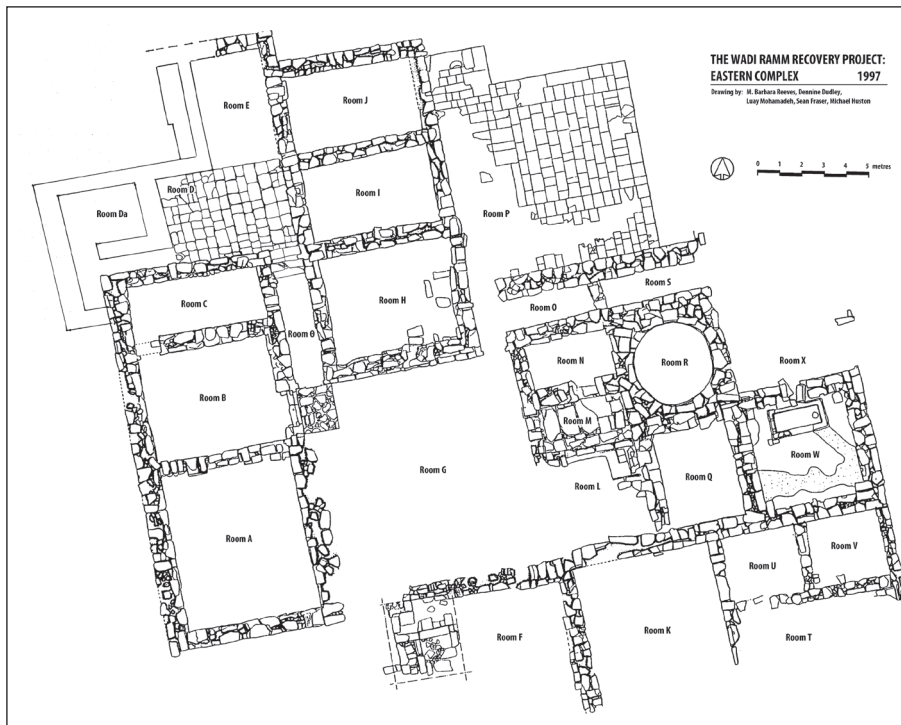 THE WADI RAMM RECOVERY PROJECT:
EASTERN COMPLEX 1997
Drawing by: M. Barbara Reeves, Dennine Dudley,
Luay Mohamadeh, Sean Fraser, Michael Huston
0 1 2 3 4 5 metres
Room E
Room J
Room D
Room I
Room Da
Room P
Room C
Room H
Room S
Room O
Room Θ
Room N
Room R
Room X
Room B
Room M
Room W
Room G
Room L
Room Q
Room A
Room V
Room U
Room F
Room K
Room T